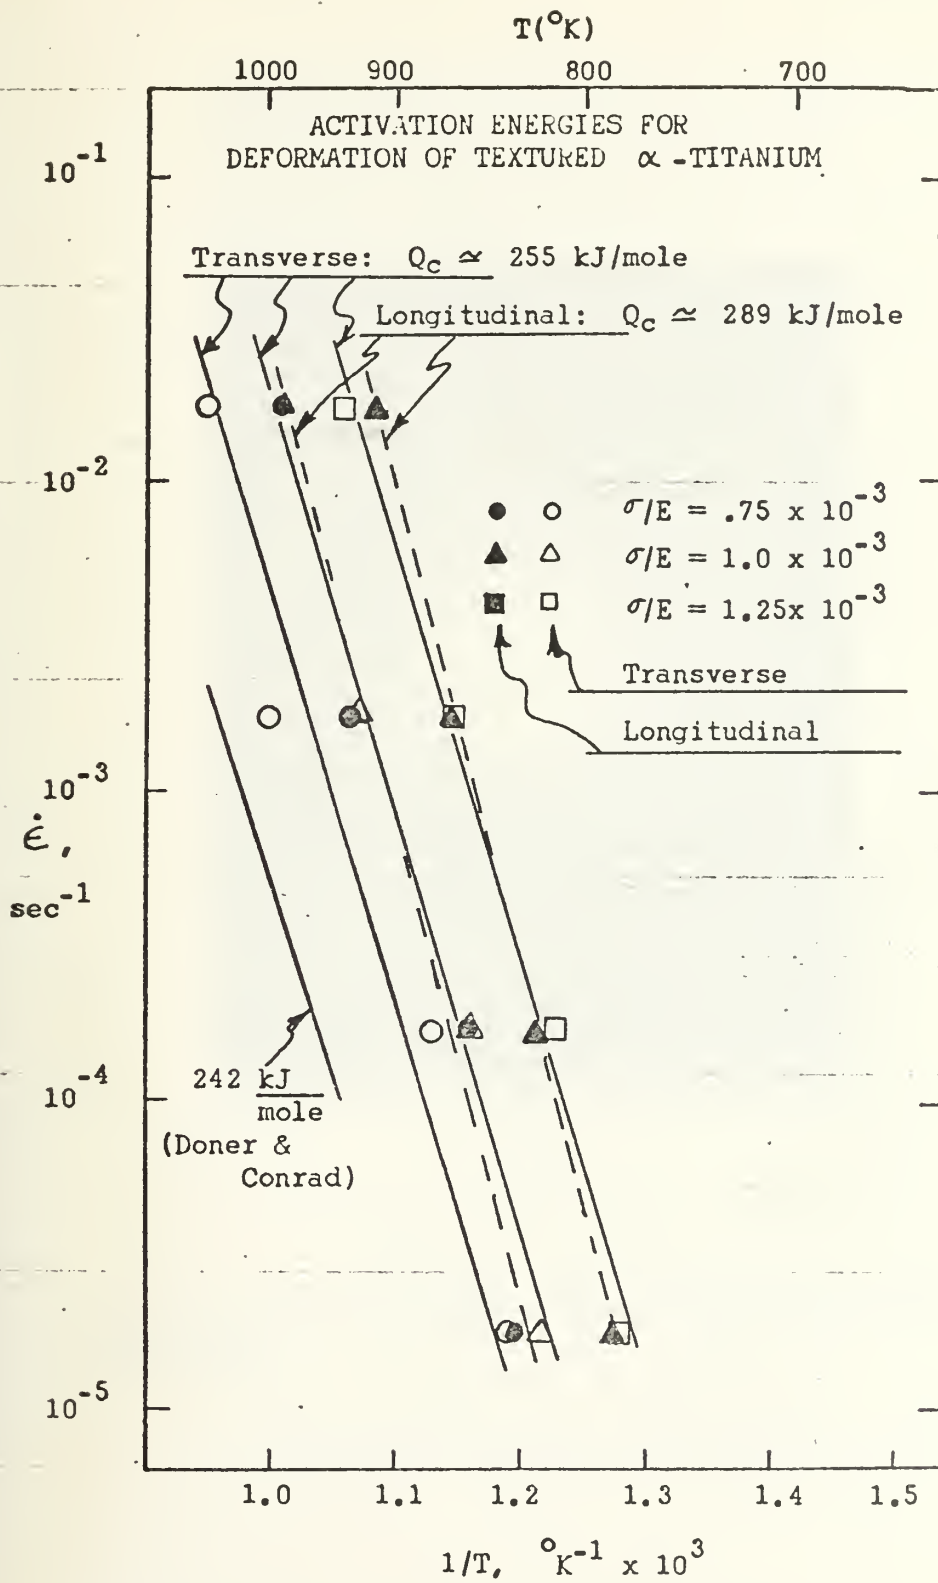 T(°K)
1000 900 800 700
ACTIVATION ENERGIES FOR
DEFORMATION OF TEXTURED α-TITANIUM
10⁻¹
Transverse: Q_c ≃ 255 kJ/mole
Longitudinal: Q_c ≃ 289 kJ/mole
10⁻²
σ/E = .75 x 10⁻³
σ/E = 1.0 x 10⁻³
σ/E = 1.25x 10⁻³
Transverse
Longitudinal
10⁻³
ε̇,
sec⁻¹
10⁻⁴
242 kJ
mole
(Doner &
Conrad)
10⁻⁵
1.0 1.1 1.2 1.3 1.4 1.5
1/T, °K⁻¹ x 10³